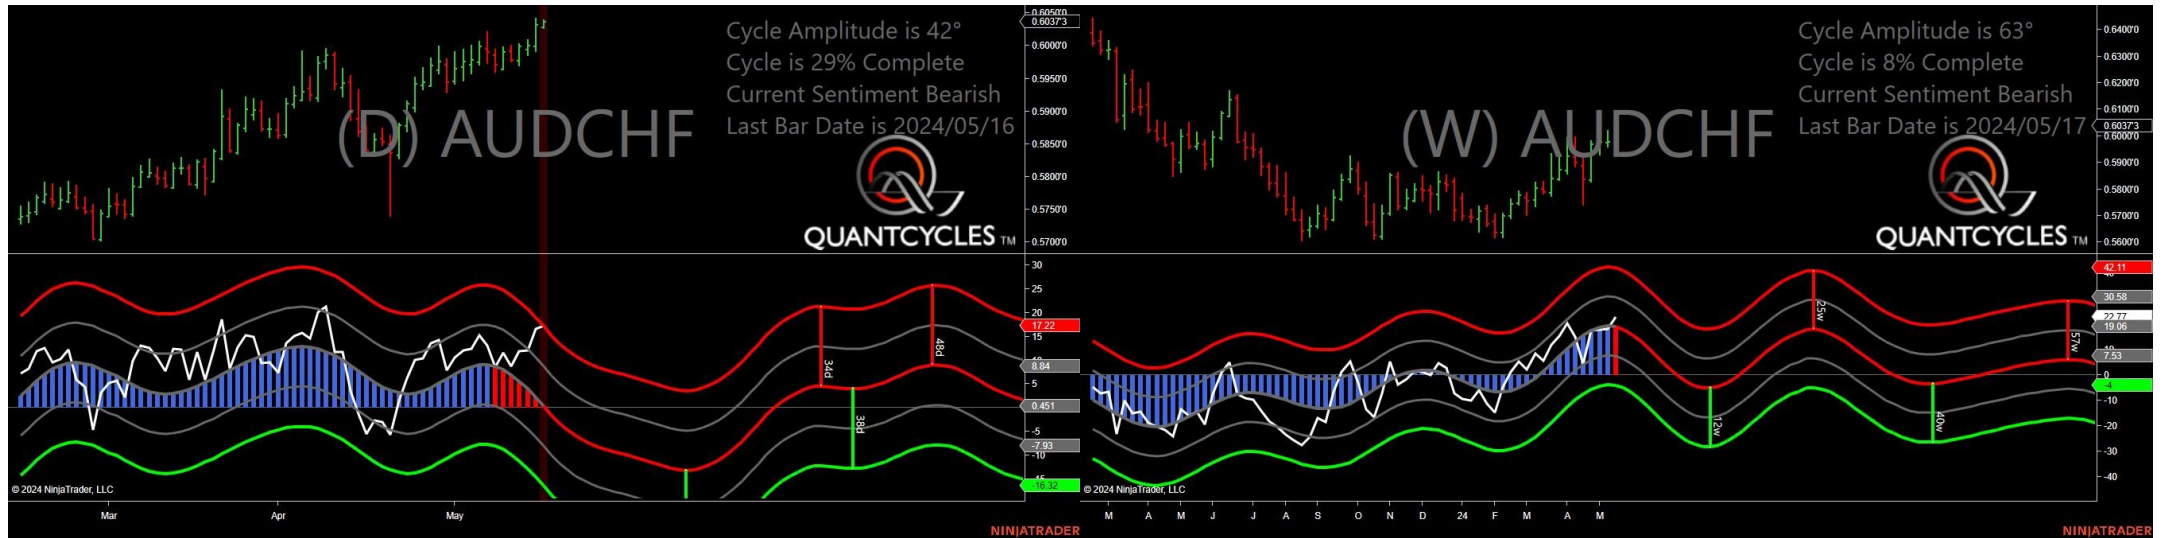 Cycle Amplitude is 42°
Cycle is 29% Complete
Current Sentiment Bearish
Last Bar Date is 2024/05/16
(D) AUDCHF
QUANTCYCLES TM
0.6050'0
0.6037'3
0.6000'0
0.5950'0
0.5900'0
0.5850'0
0.5800'0
0.5750'0
0.5700'0
30
25
20
17.22
15
8.84
5
0.451
-5
-7.93
-10
-16.32
34d
38d
48d
© 2024 NinjaTrader, LLC
Mar Apr May
NINJATRADER
Cycle Amplitude is 63°
Cycle is 8% Complete
Current Sentiment Bearish
Last Bar Date is 2024/05/17
(W) AUDCHF
QUANTCYCLES TM
0.6400'0
0.6300'0
0.6200'0
0.6100'0
0.6037'3
0.6000'0
0.5900'0
0.5800'0
0.5700'0
0.5600'0
42.11
30.58
22.77
19.06
10
7.53
0
-4
-10
-20
-30
-40
12w
25w
40w
57w
© 2024 NinjaTrader, LLC
M A M J J A S O N D 24 F M A M
NINJATRADER